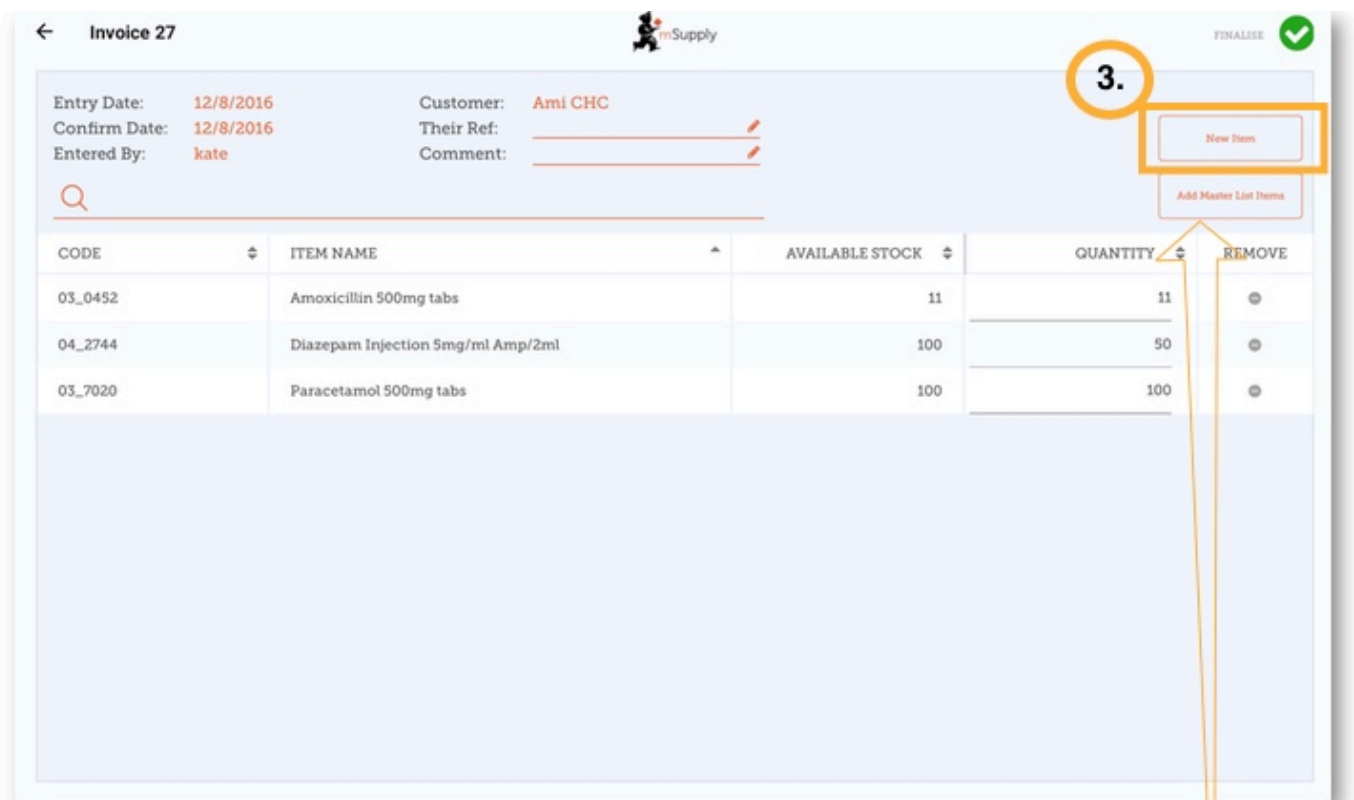 Invoice 27
mSupply
FINALISE
3.
Entry Date: 12/8/2016
Confirm Date: 12/8/2016
Entered By: kate
Customer: Ami CHC
Their Ref:
Comment:
New Item
Add Master List Items
CODE ITEM NAME AVAILABLE STOCK QUANTITY REMOVE
03_0452 Amoxicillin 500mg tabs 11 11
04_2744 Diazepam Injection 5mg/ml Amp/2ml 100 50
03_7020 Paracetamol 500mg tabs 100 100